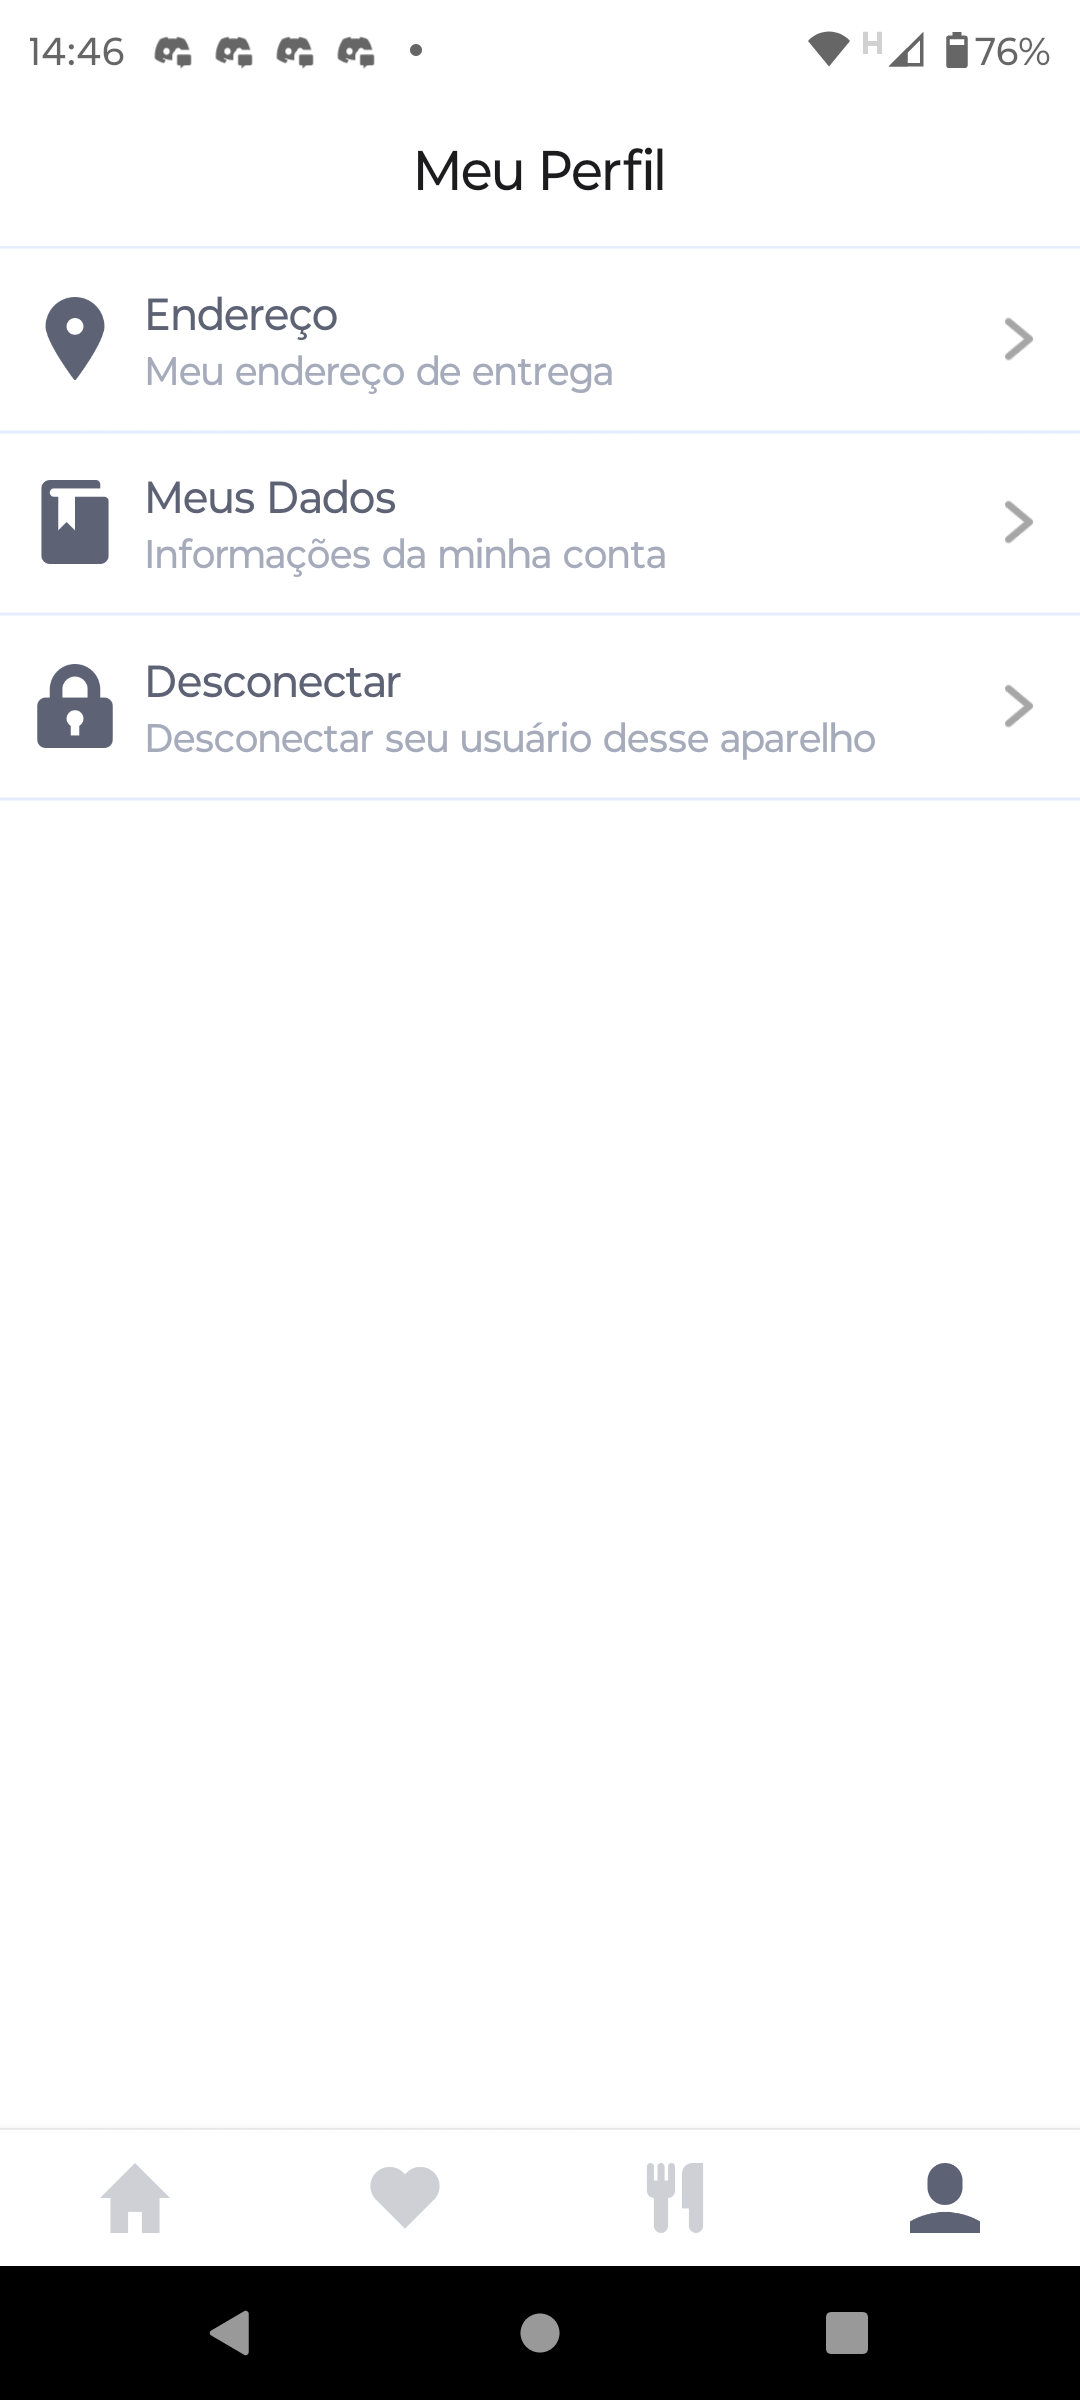 14:46
H
76%
Meu Perfil
Endereço
Meu endereço de entrega
Meus Dados
Informações da minha conta
Desconectar
Desconectar seu usuário desse aparelho